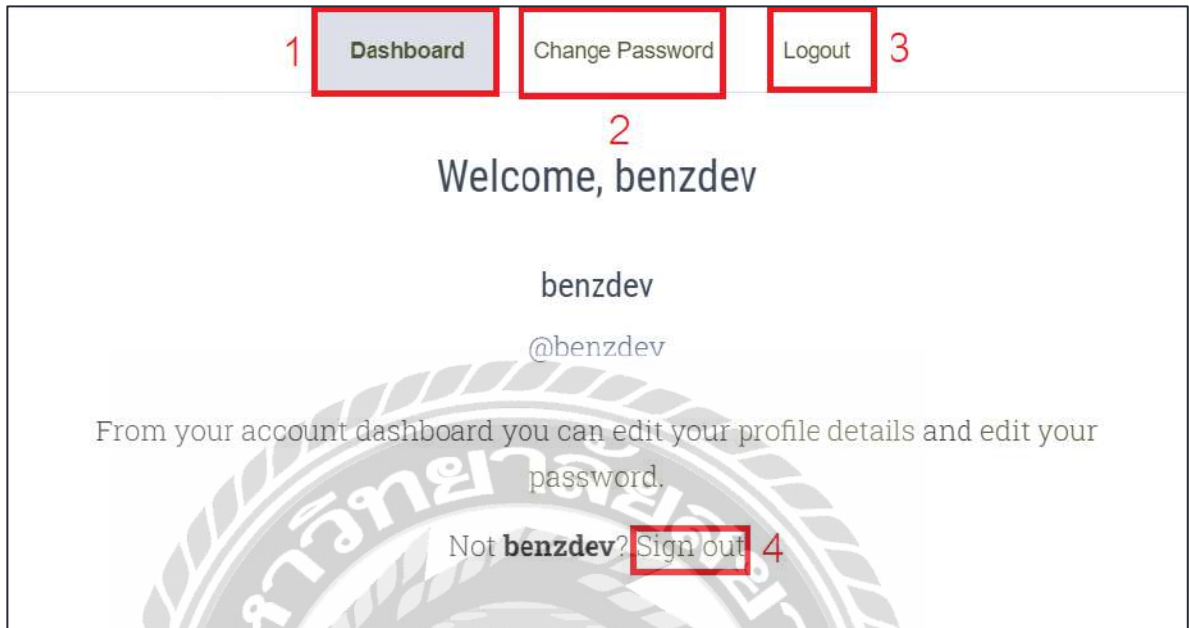 1 Dashboard Change Password Logout 3
2
Welcome, benzdev
benzdev
@benzdev
From your account dashboard you can edit your profile details and edit your
password.
Not benzdev? Sign out 4